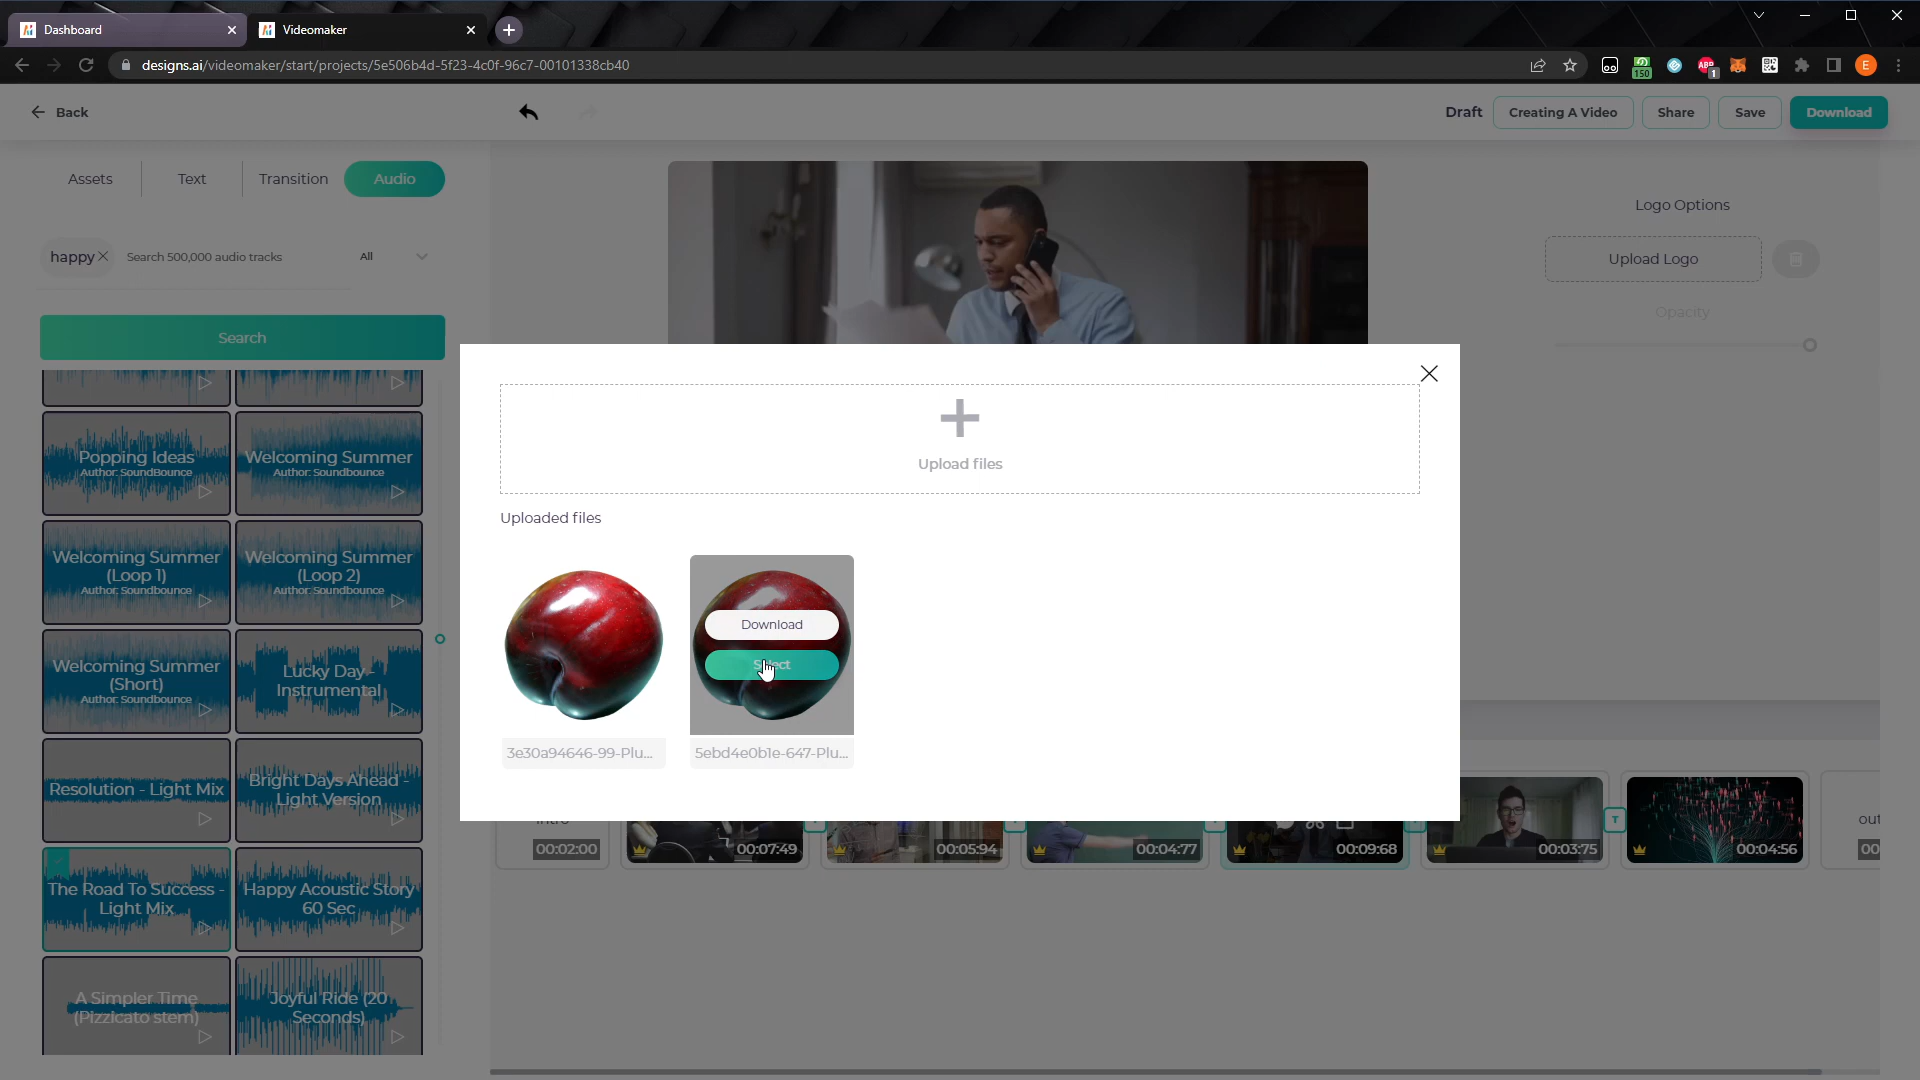 Dashboard
Videomaker
designs.ai/videomaker/start/projects/5e506b4d-5f23-4c0f-96c7-00101338cb40
150
ABP
1
E
Back
Draft
Creating A Video
Share
Save
Download
Assets
Text
Transition
Audio
Logo Options
happy
Search 500,000 audio tracks
All
Upload Logo
Opacity
Search
Popping Ideas
Author: SoundBounce
Welcoming Summer
Author: Soundbounce
Welcoming Summer
(Loop 1)
Author: Soundbounce
Welcoming Summer
(Loop 2)
Author: Soundbounce
Welcoming Summer
(Short)
Author: Soundbounce
Lucky Day -
Instrumental
Resolution - Light Mix
Bright Days Ahead -
Light Version
The Road To Success -
Light Mix
Happy Acoustic Story
60 Sec
A Simpler Time
(Pizzicato stem)
Joyful Ride (20
Seconds)
Upload files
Uploaded files
Download
3e30a94646-99-Plu...
5ebd4e0b1e-647-Plu...
00:02:00
00:07:49
00:05:94
00:04:77
00:09:68
00:03:75
T
00:04:56
out
00